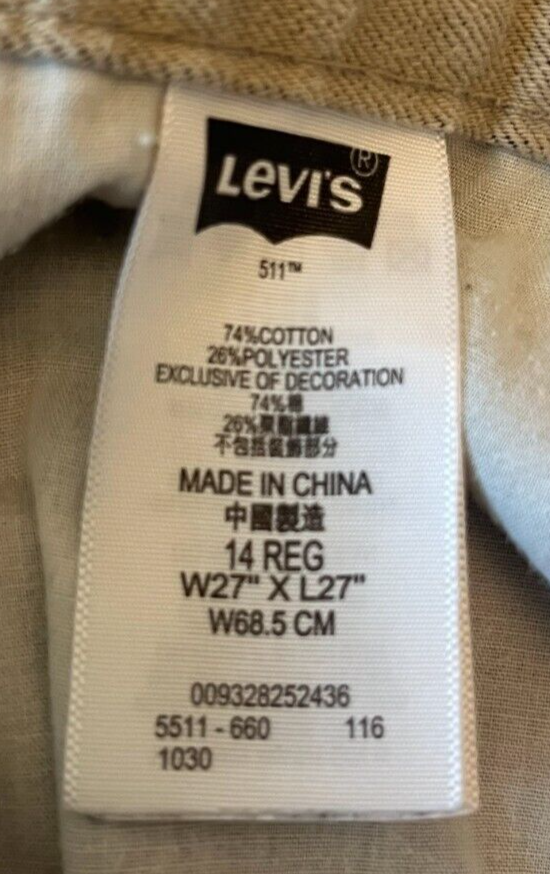 LEVI'S®
511™
74%COTTON
26%POLYESTER
EXCLUSIVE OF DECORATION
74%棉
26%聚酯纖維
不包括裝飾部分
MADE IN CHINA
中國製造
14 REG
W27" X L27"
W68.5 CM
009328252436
5511 - 660 116
1030